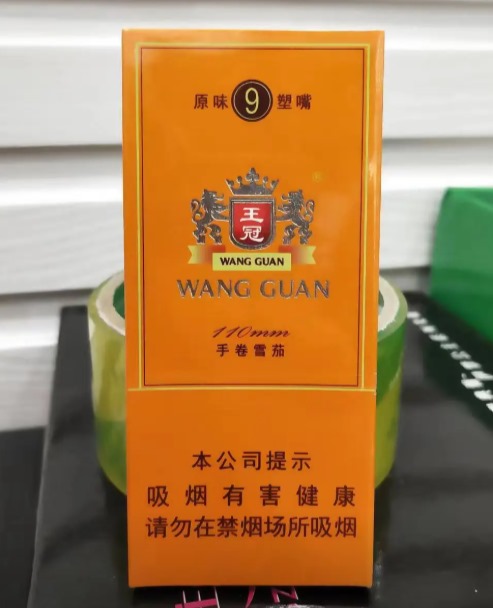 原味 9 塑嘴
王冠
WANG GUAN
WANG GUAN
110mm
手卷雪茄
本公司提示
吸烟有害健康
请勿在禁烟场所吸烟